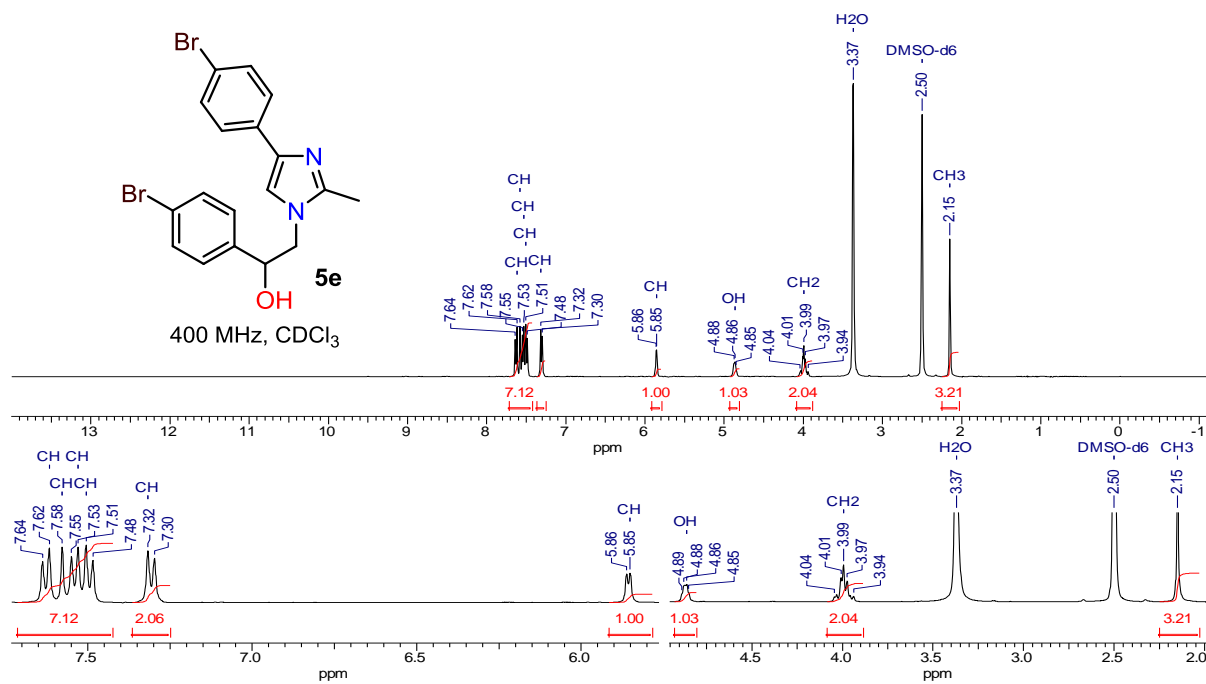 H2O
3.37
DMSO-d6
2.50
CH3
2.15
Br
N
Br
N
OH
5e
400 MHz, CDCl3
CH
CH
CH
CH CH
7.64
7.62
7.58
7.55
7.53
7.51
7.48
7.32
7.30
CH
5.86
5.85
OH
4.88
4.86
4.85
CH2
4.04
4.01
3.99
3.97
3.94
7.12 1.00 1.03 2.04 3.21
13 12 11 10 9 8 7 6 5 4 3 2 1 0 -1
ppm ppm
CH CH
CH CH
7.64
7.62
7.58
7.55
7.53
7.51
7.48
CH
7.32
7.30
CH
5.86
5.85
OH
4.89
4.88
4.86
4.85
CH2
4.04
4.01
3.99
3.97
3.94
H2O
3.37
DMSO-d6
2.50
CH3
2.15
7.12 2.06 1.00 1.03 2.04 3.21
7.5 7.0 6.5 6.0 4.5 4.0 3.5 3.0 2.5 2.0
ppm ppm